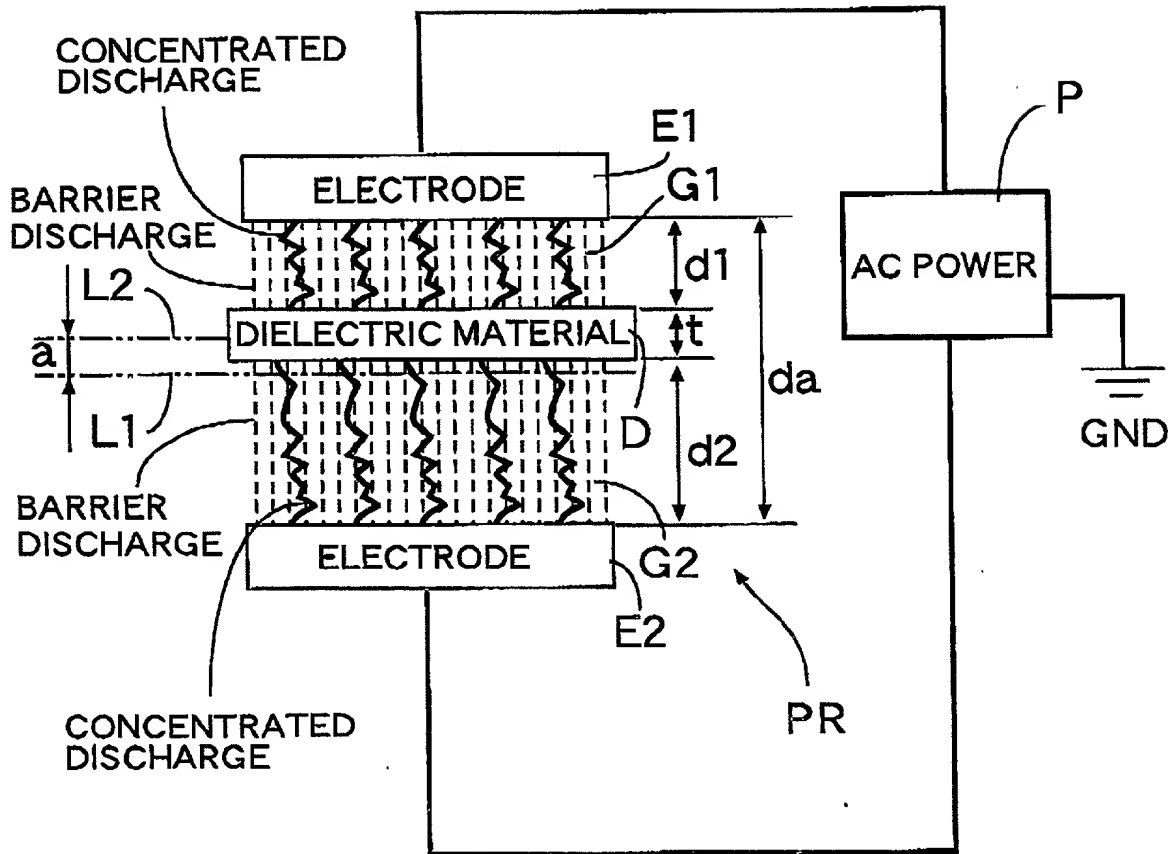 CONCENTRATED
DISCHARGE
P
E1
ELECTRODE
G1
BARRIER
DISCHARGE
d1
AC POWER
L2
DIELECTRIC MATERIAL
t
a
da
L1
D
d2
GND
BARRIER
DISCHARGE
ELECTRODE
G2
E2
PR
CONCENTRATED
DISCHARGE